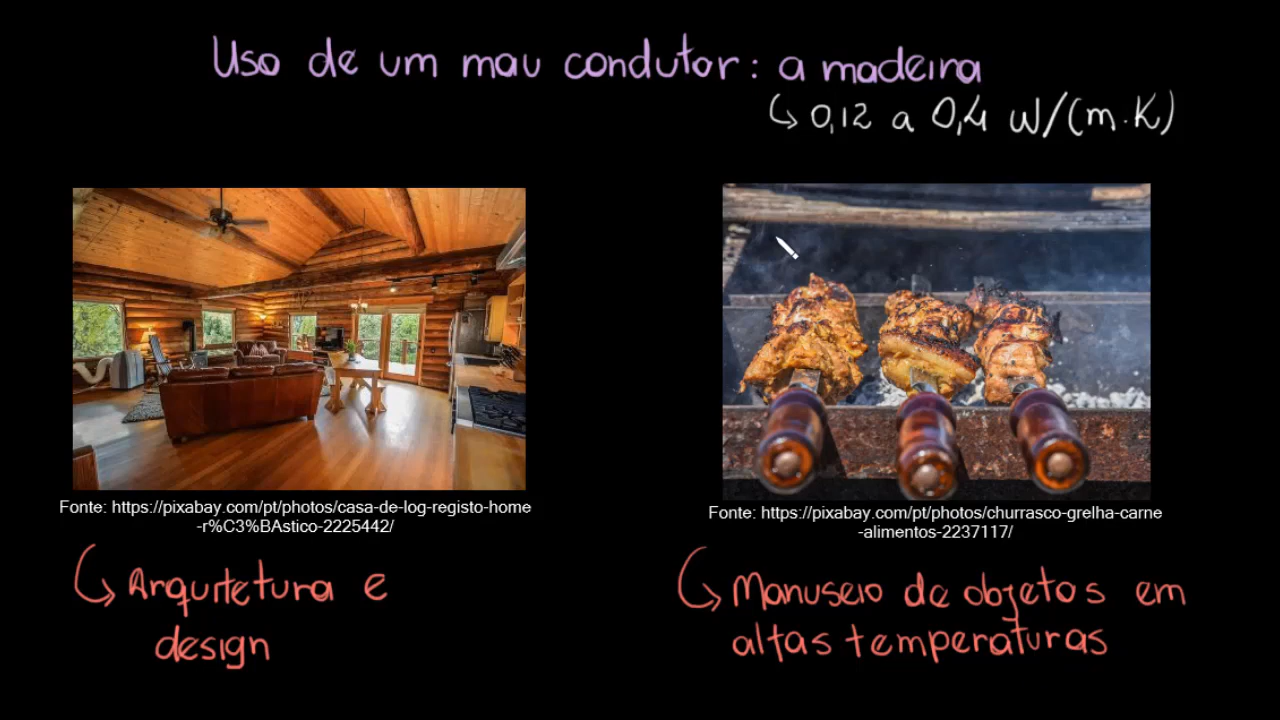 Uso de um mau condutor: a madeira
↳ 0,12 a 0,4 W/(m.K)
Fonte: https://pixabay.com/pt/photos/casa-de-log-registo-home
-r%C3%BAstico-2225442/
Fonte: https://pixabay.com/pt/photos/churrasco-grelha-carne
-alimentos-2237117/
↳ Arquitetura e
design
↳ Manuseio de objetos em
altas temperaturas